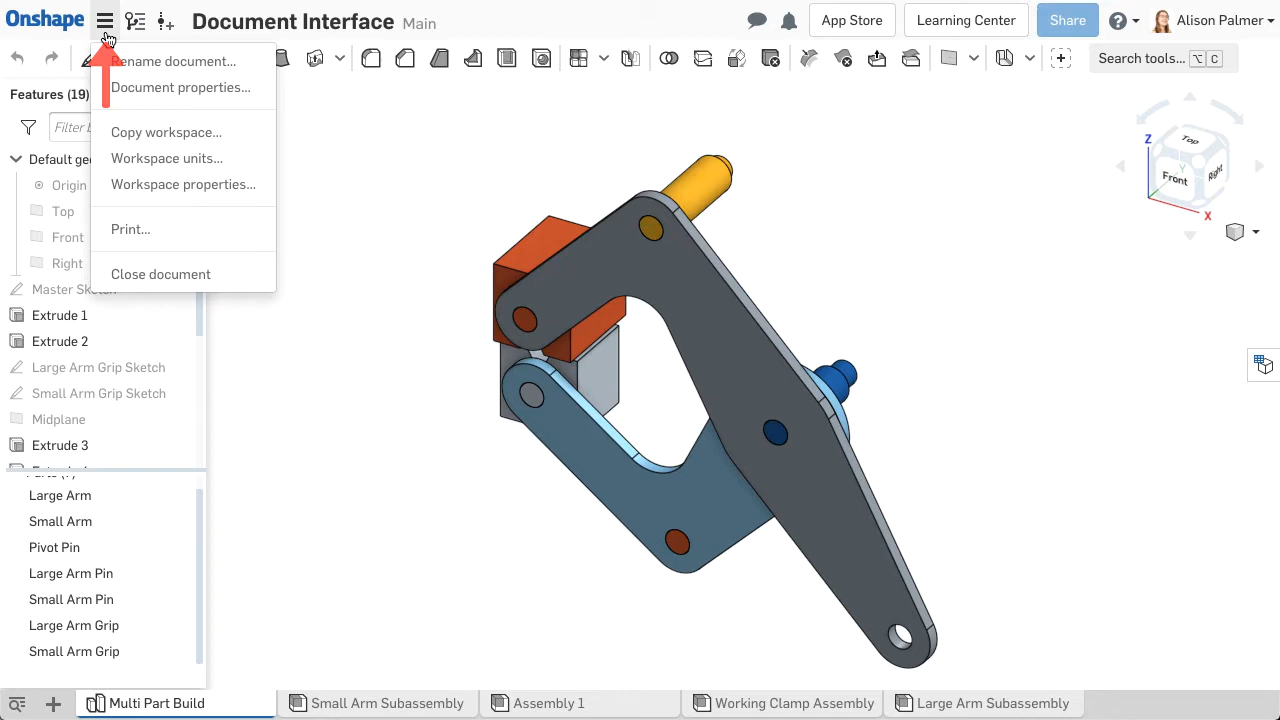 Onshape
Document Interface Main
App Store
Learning Center
Share
Alison Palmer
Search tools... ⌥ C
Rename document...
Document properties...
Copy workspace...
Workspace units...
Workspace properties...
Print...
Close document
Features (19)
Filter
Default
Origin
Top
Front
Right
Master Sketch
Extrude 1
Extrude 2
Large Arm Grip Sketch
Small Arm Grip Sketch
Midplane
Extrude 3
Large Arm
Small Arm
Pivot Pin
Large Arm Pin
Small Arm Pin
Large Arm Grip
Small Arm Grip
Z
Top
Y
Front
Right
X
Multi Part Build
Small Arm Subassembly
Assembly 1
Working Clamp Assembly
Large Arm Subassembly